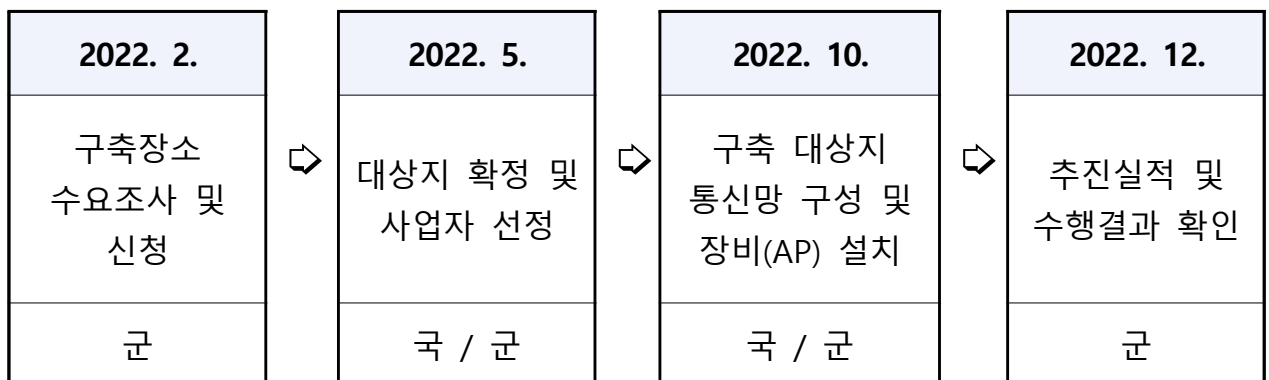 2022. 2.
구축장소
수요조사 및
신청
군
⇨
2022. 5.
대상지 확정 및
사업자 선정
국 / 군
⇨
2022. 10.
구축 대상지
통신망 구성 및
장비(AP) 설치
국 / 군
⇨
2022. 12.
추진실적 및
수행결과 확인
군